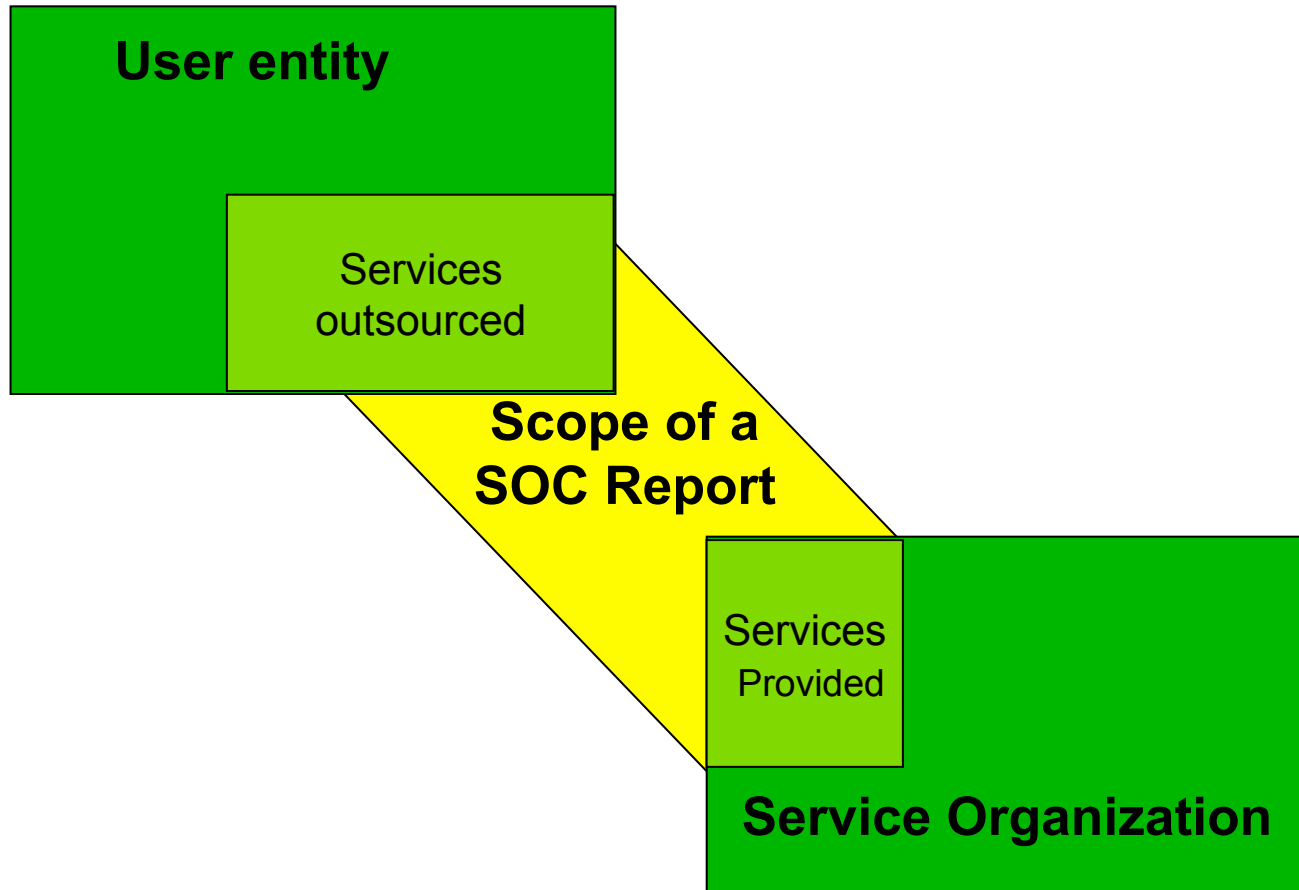 User entity
Services
outsourced
Scope of a
SOC Report
Services
Provided
Service Organization